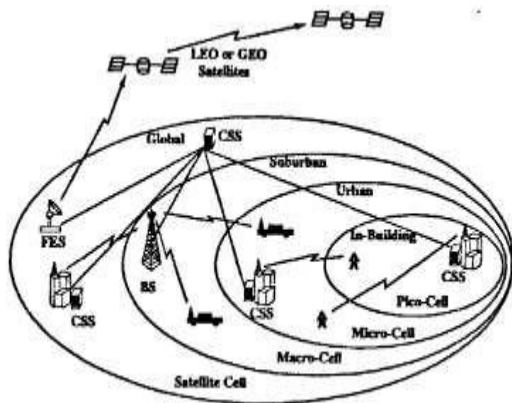 LEO or GEO
Satellites
Global
CSS
Suburban
Urban
FES
In-Building
BS
CSS
CSS
CSS
Pico-Cell
Micro-Cell
Macro-Cell
Satellite Cell